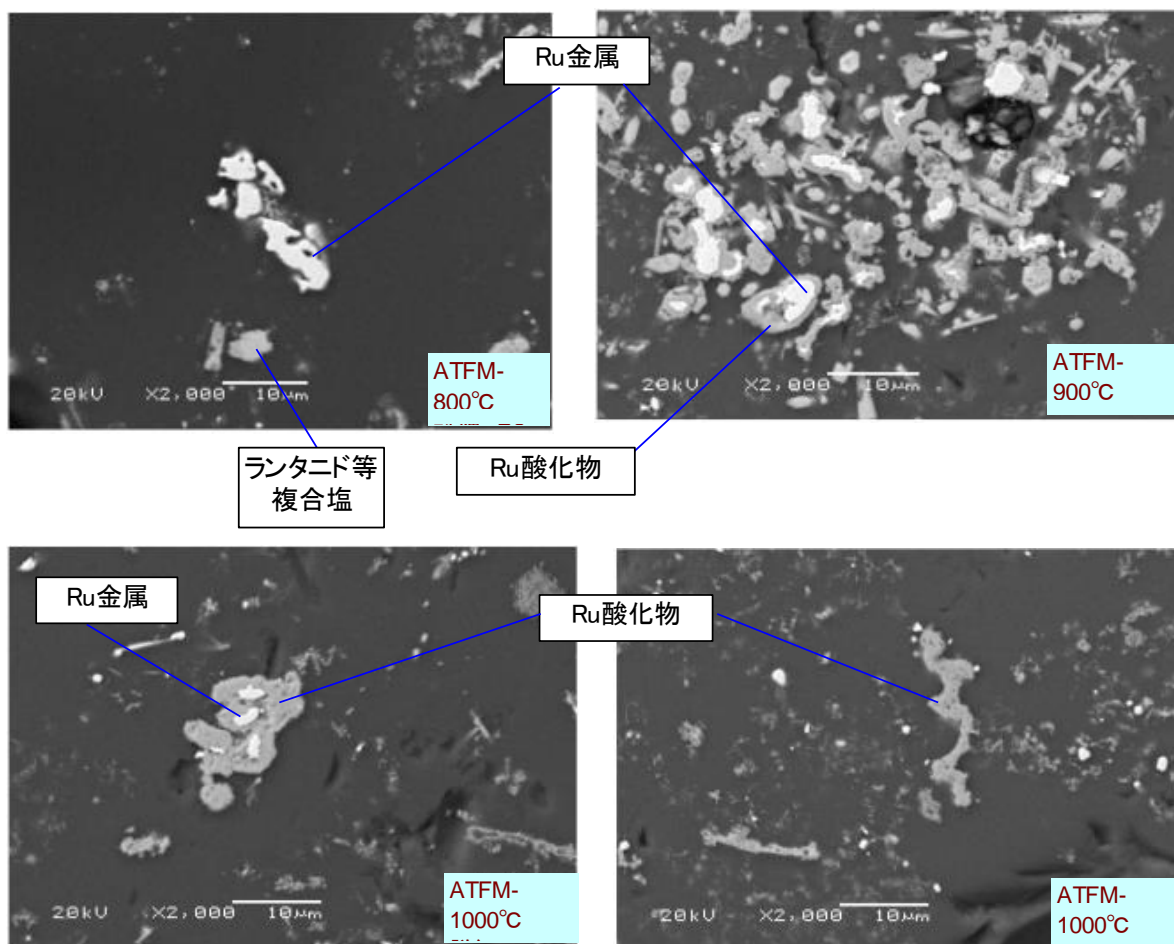 Ru金属
20kV X2,000 10μm
ATFM-
800℃
20kU X2,000 10μm
ATFM-
900℃
ランタニド等
複合塩
Ru酸化物
Ru金属
Ru酸化物
20kV X2,000 10μm
ATFM-
1000℃
20kV X2,000 10μm
ATFM-
1000℃